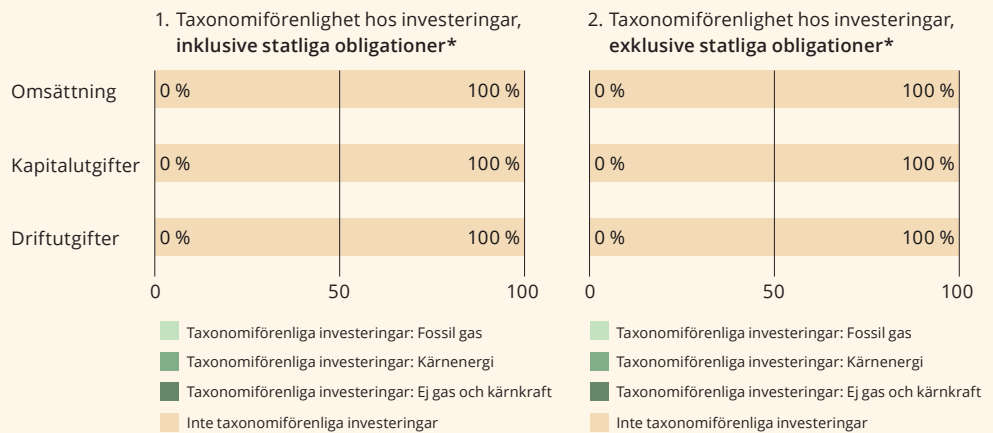 1. Taxonomiförenlighet hos investeringar,
inklusive statliga obligationer*
2. Taxonomiförenlighet hos investeringar,
exklusive statliga obligationer*
Omsättning
0 %
100 %
0 %
100 %
Kapitalutgifter
0 %
100 %
0 %
100 %
Driftutgifter
0 %
100 %
0 %
100 %
0
50
100
0
50
100
Taxonomiförenliga investeringar: Fossil gas
Taxonomiförenliga investeringar: Kärnenergi
Taxonomiförenliga investeringar: Ej gas och kärnkraft
Inte taxonomiförenliga investeringar
Taxonomiförenliga investeringar: Fossil gas
Taxonomiförenliga investeringar: Kärnenergi
Taxonomiförenliga investeringar: Ej gas och kärnkraft
Inte taxonomiförenliga investeringar